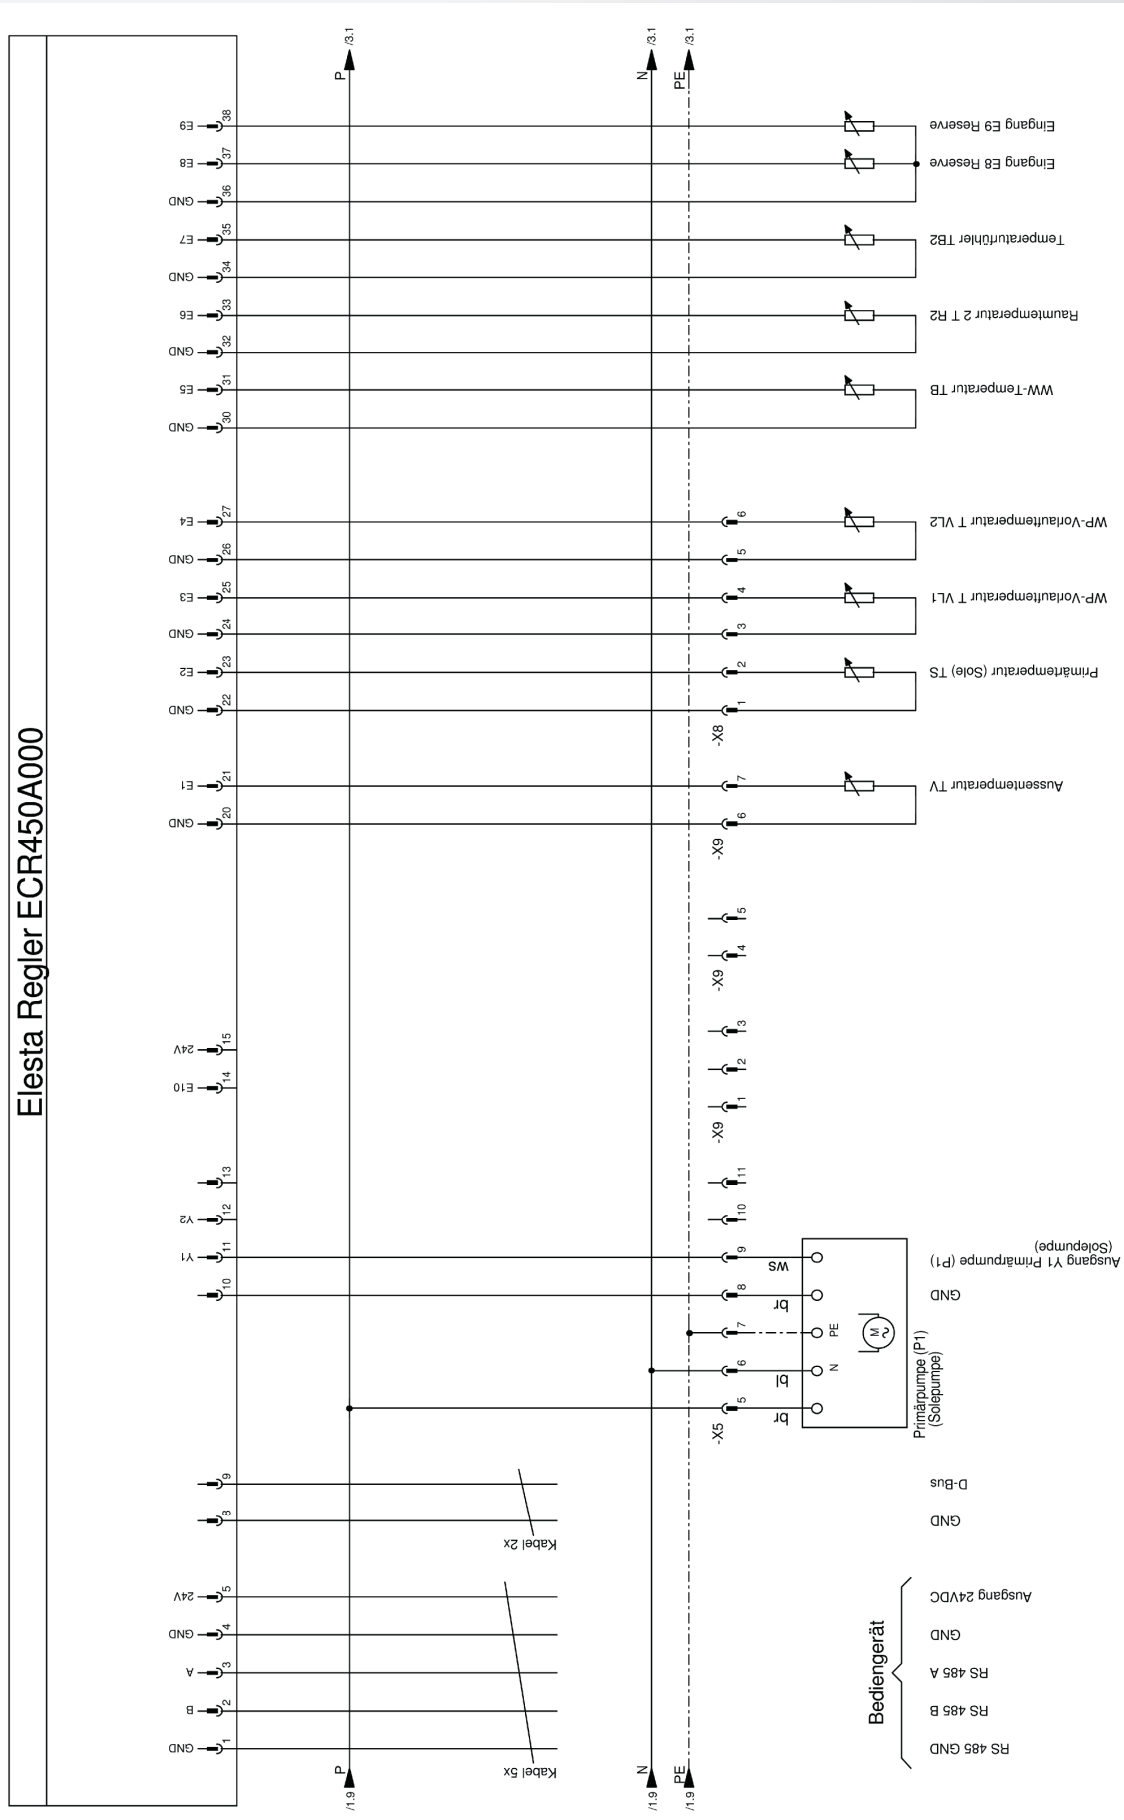 Elesta Regler ECR450A000
/3.1
/3.1
/3.1
P
N
PE
E9
38
Eingang E9 Reserve
E8
37
Eingang E8 Reserve
GND
36
E7
35
Temperaturfühler TB2
GND
34
E6
33
Raumtemperatur 2 T R2
GND
32
E5
31
WW-Temperatur TB
GND
30
E4
27
6
WP-Vorlauftemperatur T VL2
GND
26
5
E3
25
4
WP-Vorlauftemperatur T VL1
GND
24
3
E2
23
2
Primärtemperatur (Sole) TS
GND
22
1
-X8
E1
21
7
Aussentemperatur TV
GND
20
6
-X9
5
4
-X9
3
24V
15
2
E10
14
1
-X9
13
11
Y2
12
10
Y1
11
9
ws
Ausgang Y1 Primärpumpe (P1)
(Solepumpe)
10
8
br
GND
7
PE
M
6
bl
N
5
br
-X5
Primärpumpe (P1)
(Solepumpe)
9
D-Bus
8
GND
Kabel 2x
24V
5
Ausgang 24VDC
GND
4
GND
A
3
RS 485 A
B
2
RS 485 B
GND
1
RS 485 GND
Kabel 5x
Bediengerät
P
N
PE
/1.9
/1.9
/1.9